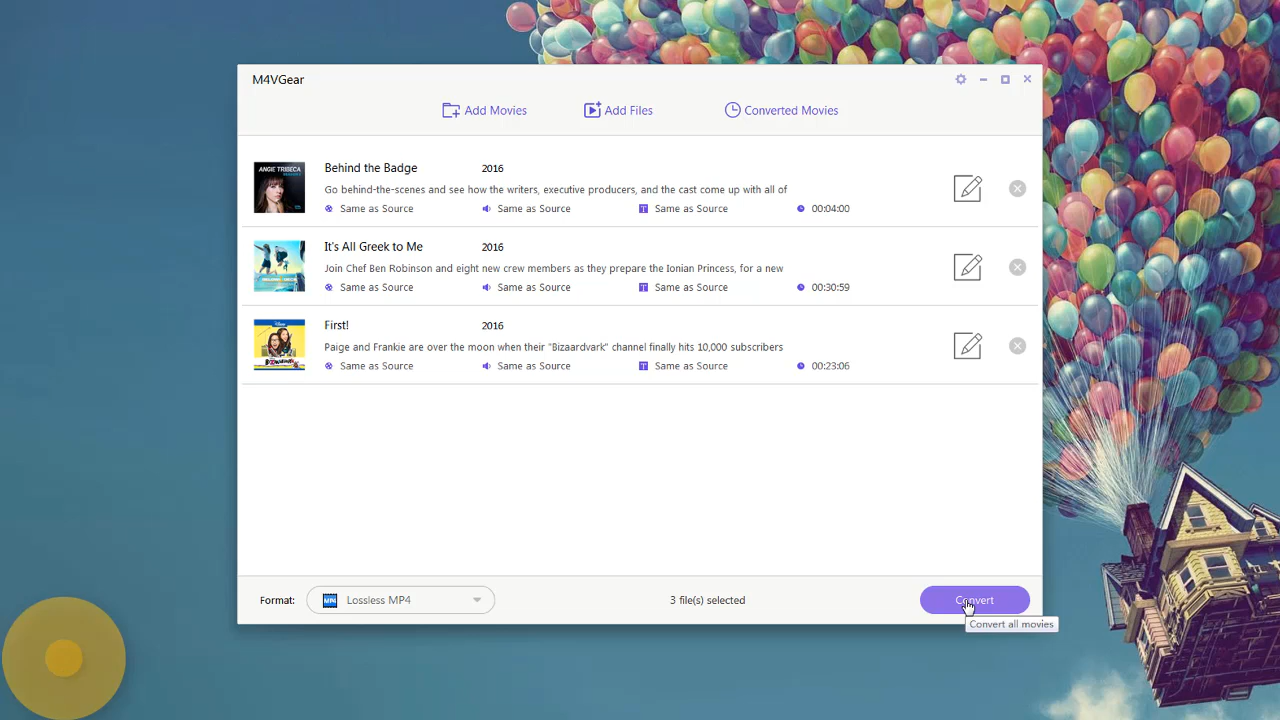 M4VGear
Add Movies Add Files Converted Movies
ANGIE TRIBECA
Behind the Badge 2016
Go behind-the-scenes and see how the writers, executive producers, and the cast come up with all of
Same as Source Same as Source T Same as Source 00:04:00
It's All Greek to Me 2016
Join Chef Ben Robinson and eight new crew members as they prepare the Ionian Princess, for a new
Same as Source Same as Source T Same as Source 00:30:59
First! 2016
Paige and Frankie are over the moon when their "Bizaardvark" channel finally hits 10,000 subscribers
Same as Source Same as Source T Same as Source 00:23:06
Format: MP4 Lossless MP4 3 file(s) selected Convert
Convert all movies